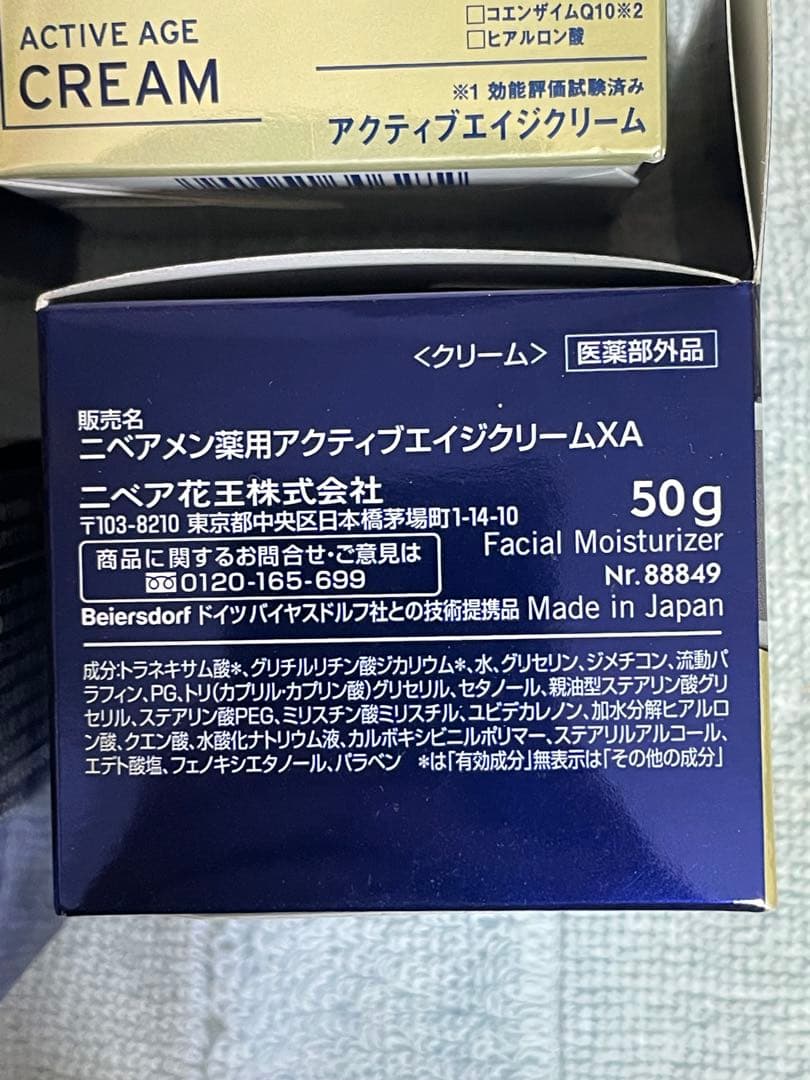 ACTIVE AGE
CREAM
□コエンザイムQ10※2
□ヒアルロン酸
※1 効能評価試験済み
アクティブエイジクリーム
<クリーム> 医薬部外品
販売名
ニベアメン薬用アクティブエイジクリームXA
ニベア花王株式会社
〒103-8210 東京都中央区日本橋茅場町1-14-10
商品に関するお問合せ・ご意見は
0120-165-699
50g
Facial Moisturizer
Nr.88849
Beiersdorf ドイツ バイヤスドルフ社との技術提携品 Made in Japan
成分:トラネキサム酸*、グリチルリチン酸ジカリウム*、水、グリセリン、ジメチコン、流動パ
ラフィン、PG、トリ(カプリル・カプリン酸)グリセリル、セタノール、親油型ステアリン酸グリ
セリル、ステアリン酸PEG、ミリスチン酸ミリスチル、ユビデカレノン、加水分解ヒアルロ
ン酸、クエン酸、水酸化ナトリウム液、カルボキシビニルポリマー、ステアリルアルコール、
エデト酸塩、フェノキシエタノール、パラベン *は「有効成分」無表示は「その他の成分」